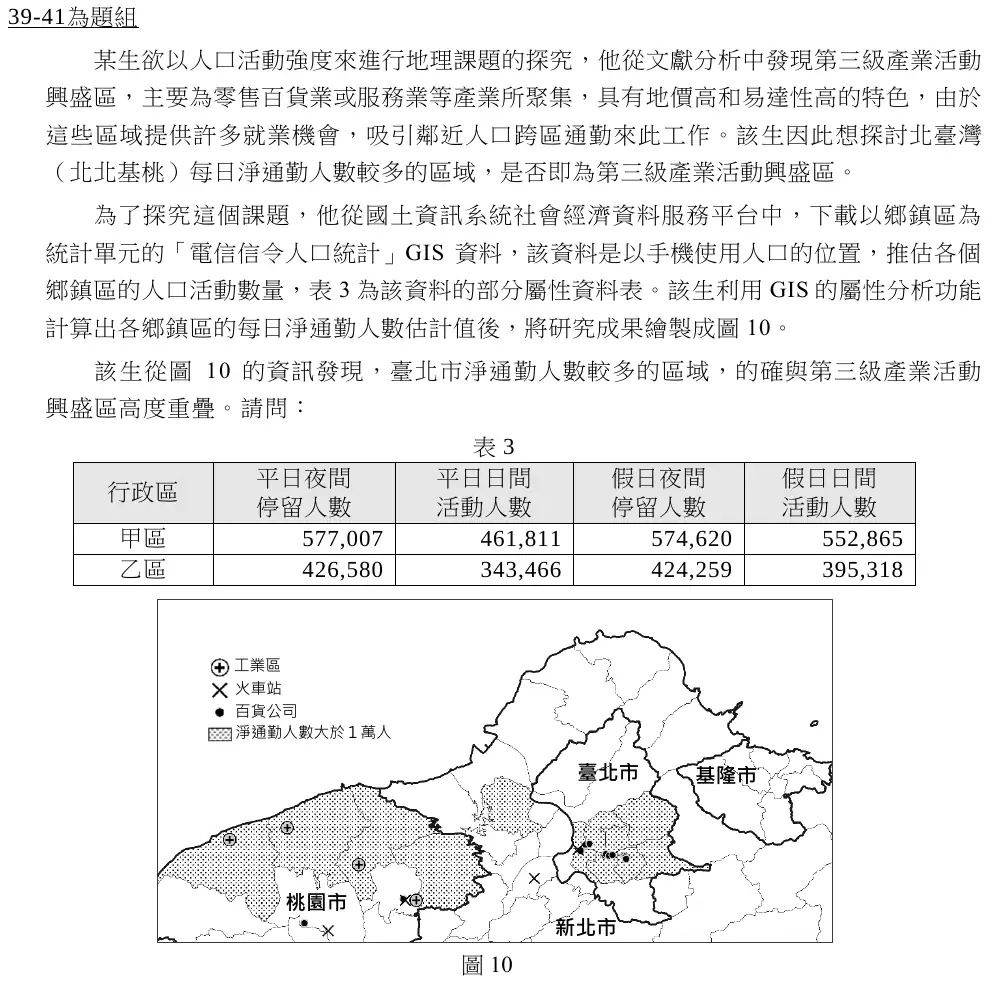 39-41為題組
某生欲以人口活動強度來進行地理課題的探究，他從文獻分析中發現第三級產業活動
興盛區，主要為零售百貨業或服務業等產業所聚集，具有地價高和易達性高的特色，由於
這些區域提供許多就業機會，吸引鄰近人口跨區通勤來此工作。該生因此想探討北臺灣
（北北基桃）每日淨通勤人數較多的區域，是否即為第三級產業活動興盛區。
為了探究這個課題，他從國土資訊系統社會經濟資料服務平台中，下載以鄉鎮區為
統計單元的「電信信令人口統計」GIS 資料，該資料是以手機使用人口的位置，推估各個
鄉鎮區的人口活動數量，表 3 為該資料的部分屬性資料表。該生利用 GIS 的屬性分析功能
計算出各鄉鎮區的每日淨通勤人數估計值後，將研究成果繪製成圖 10。
該生從圖 10 的資訊發現，臺北市淨通勤人數較多的區域，的確與第三級產業活動
興盛區高度重疊。請問：
表 3
行政區 平日夜間停留人數 平日日間活動人數 假日夜間停留人數 假日日間活動人數
甲區 577,007 461,811 574,620 552,865
乙區 426,580 343,466 424,259 395,318
工業區
火車站
百貨公司
淨通勤人數大於 1 萬人
臺北市
基隆市
桃園市
新北市
圖 10